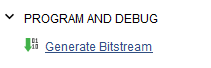 PROGRAM AND DEBUG
Generate Bitstream